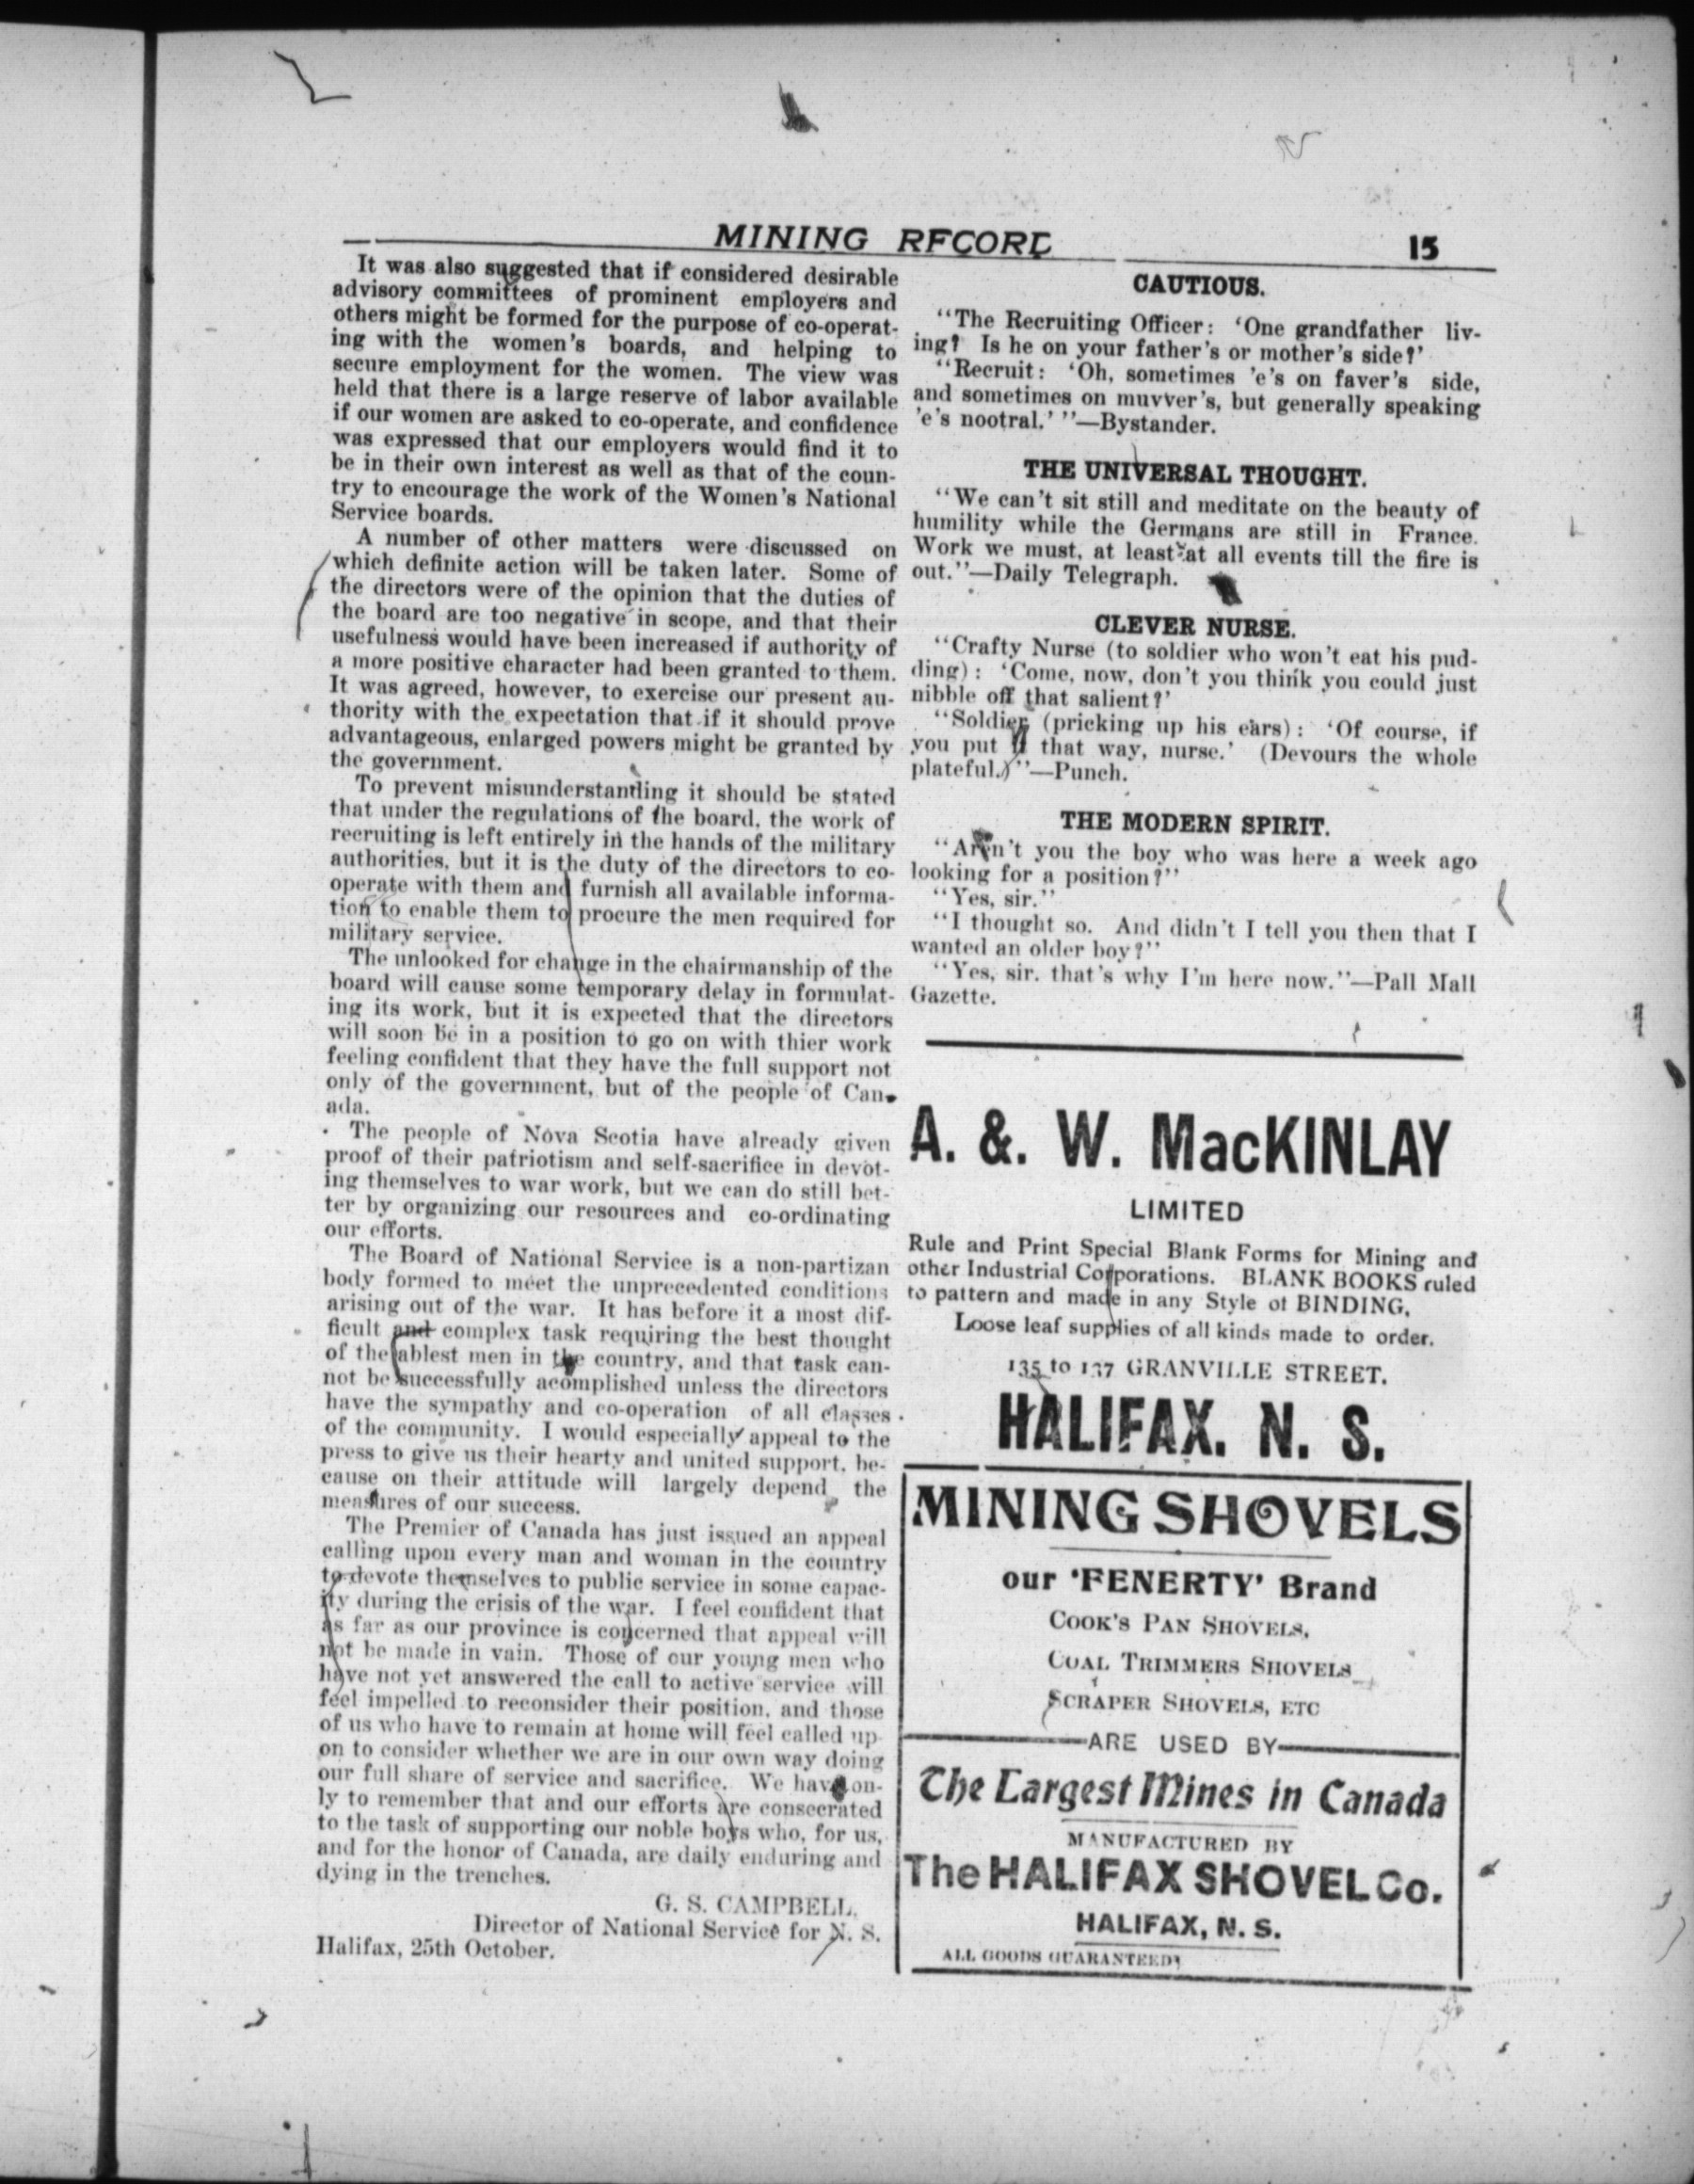 MINING RECORD
15
It was also suggested that if considered desirable
advisory committees of prominent employers and
others might be formed for the purpose of co-operat-
ing with the women's boards, and helping to
secure employment for the women. The view was
held that there is a large reserve of labor available
if our women are asked to co-operate, and confidence
was expressed that our employers would find it to
be in their own interest as well as that of the coun-
try to encourage the work of the Women's National
Service boards.
A number of other matters were discussed on
which definite action will be taken later. Some of
the directors were of the opinion that the duties of
the board are too negative in scope, and that their
usefulness would have been increased if authority of
a more positive character had been granted to them.
It was agreed, however, to exercise our present au-
thority with the expectation that if it should prove
advantageous, enlarged powers might be granted by
the government.
To prevent misunderstanding it should be stated
that under the regulations of the board, the work of
recruiting is left entirely in the hands of the military
authorities, but it is the duty of the directors to co-
operate with them and furnish all available informa-
tion to enable them to procure the men required for
military service.
The unlooked for change in the chairmanship of the
board will cause some temporary delay in formulat-
ing its work, but it is expected that the directors
will soon be in a position to go on with thier work
feeling confident that they have the full support not
only of the government, but of the people of Can-
ada.
The people of Nova Scotia have already given
proof of their patriotism and self-sacrifice in devot-
ing themselves to war work, but we can do still bet-
ter by organizing our resources and co-ordinating
our efforts.
The Board of National Service is a non-partizan
body formed to meet the unprecedented conditions
arising out of the war. It has before it a most dif-
ficult and complex task requiring the best thought
of the ablest men in the country, and that task can-
not be successfully acomplished unless the directors
have the sympathy and co-operation of all classes
of the community. I would especially appeal to the
press to give us their hearty and united support, be-
cause on their attitude will largely depend the
measures of our success.
The Premier of Canada has just issued an appeal
calling upon every man and woman in the country
to devote themselves to public service in some capac-
ity during the crisis of the war. I feel confident that
as far as our province is concerned that appeal will
not be made in vain. Those of our young men who
have not yet answered the call to active service will
feel impelled to reconsider their position, and those
of us who have to remain at home will feel called up-
on to consider whether we are in our own way doing
our full share of service and sacrifice. We have on-
ly to remember that and our efforts are consecrated
to the task of supporting our noble boys who, for us,
and for the honor of Canada, are daily enduring and
dying in the trenches.
G. S. CAMPBELL,
Director of National Service for N. S.
Halifax, 25th October.
CAUTIOUS.
"The Recruiting Officer: 'One grandfather liv-
ing? Is he on your father's or mother's side?'
"Recruit: 'Oh, sometimes 'e's on faver's side,
and sometimes on muvver's, but generally speaking
'e's nootral.' "—Bystander.
THE UNIVERSAL THOUGHT.
"We can't sit still and meditate on the beauty of
humility while the Germans are still in France.
Work we must, at least at all events till the fire is
out."—Daily Telegraph.
CLEVER NURSE.
"Crafty Nurse (to soldier who won't eat his pud-
ding): 'Come, now, don't you think you could just
nibble off that salient?'
"Soldier (pricking up his ears): 'Of course, if
you put it that way, nurse.' (Devours the whole
plateful.)"—Punch.
THE MODERN SPIRIT.
"Aren't you the boy who was here a week ago
looking for a position?"
"Yes, sir."
"I thought so. And didn't I tell you then that I
wanted an older boy?"
"Yes, sir. that's why I'm here now."—Pall Mall
Gazette.
A. &. W. MacKINLAY
LIMITED
Rule and Print Special Blank Forms for Mining and
other Industrial Corporations. BLANK BOOKS ruled
to pattern and made in any Style of BINDING.
Loose leaf supplies of all kinds made to order.
135 to 137 GRANVILLE STREET.
HALIFAX. N. S.
MINING SHOVELS
our 'FENERTY' Brand
COOK'S PAN SHOVELS,
COAL TRIMMERS SHOVELS
SCRAPER SHOVELS, ETC
ARE USED BY
The Largest Mines in Canada
MANUFACTURED BY
The HALIFAX SHOVEL Co.
HALIFAX, N. S.
ALL GOODS GUARANTEED